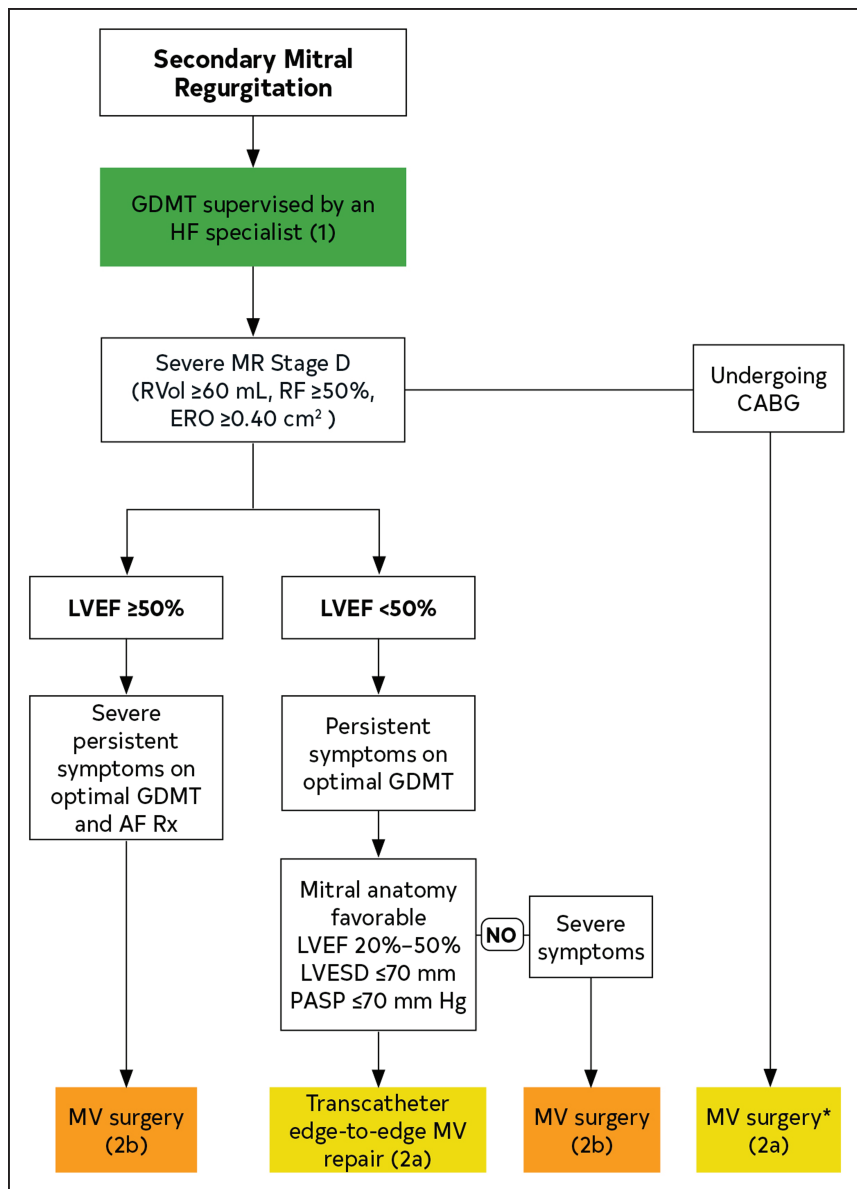 Secondary Mitral
Regurgitation
GDMT supervised by an
HF specialist (1)
Severe MR Stage D
(RVol ≥60 mL, RF ≥50%,
ERO ≥0.40 cm² )
Undergoing
CABG
LVEF ≥50%
LVEF <50%
Severe
persistent
symptoms on
optimal GDMT
and AF Rx
Persistent
symptoms on
optimal GDMT
Mitral anatomy
favorable
LVEF 20%–50%
LVESD ≤70 mm
PASP ≤70 mm Hg
NO
Severe
symptoms
MV surgery
(2b)
Transcatheter
edge-to-edge MV
repair (2a)
MV surgery
(2b)
MV surgery*
(2a)